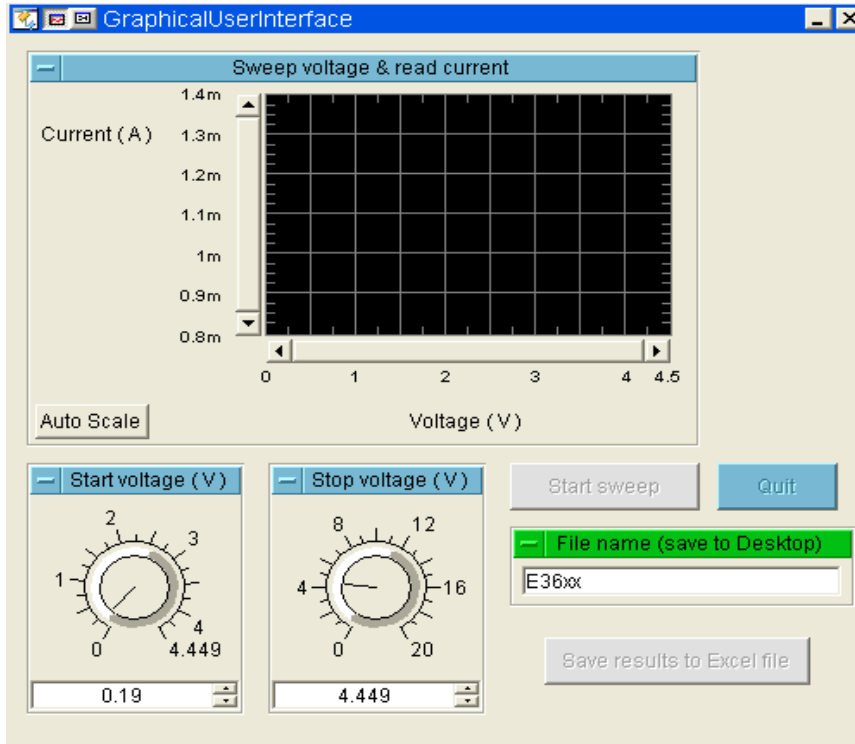 GraphicalUserInterface
Sweep voltage & read current
Current (A)
1.4m
1.3m
1.2m
1.1m
1m
0.9m
0.8m
0 1 2 3 4 4.5
Auto Scale
Voltage (V)
Start voltage (V)
0 1 2 3 4 4.449
0.19
Stop voltage (V)
0 4 8 12 16 20
4.449
Start sweep
Quit
File name (save to Desktop)
E36xx
Save results to Excel file